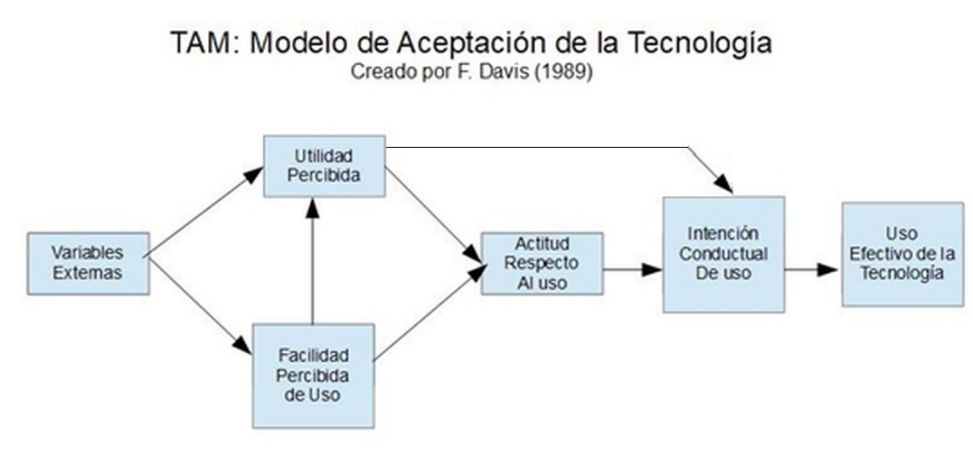 TAM: Modelo de Aceptación de la Tecnología
Creado por F. Davis (1989)
Utilidad
Percibida
Variables
Externas
Facilidad
Percibida
de Uso
Actitud
Respecto
Al uso
Intención
Conductual
De uso
Uso
Efectivo de la
Tecnología